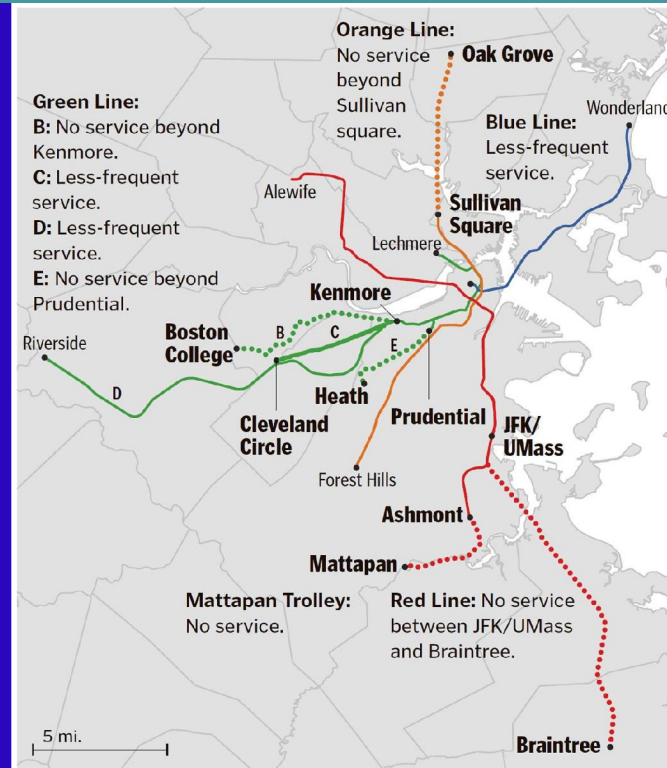 Orange Line:
No service
beyond
Sullivan
square.
Oak Grove
Green Line:
B: No service beyond
Kenmore.
C: Less-frequent
service.
D: Less-frequent
service.
E: No service beyond
Prudential.
Blue Line:
Less-frequent
service.
Wonderland
Alewife
Sullivan
Square
Lechmere
Kenmore
Boston
College
B
C
E
Riverside
D
Heath
Cleveland
Circle
Prudential
JFK/
UMass
Forest Hills
Ashmont
Mattapan
Mattapan Trolley:
No service.
Red Line: No service
between JFK/UMass
and Braintree.
5 mi.
Braintree